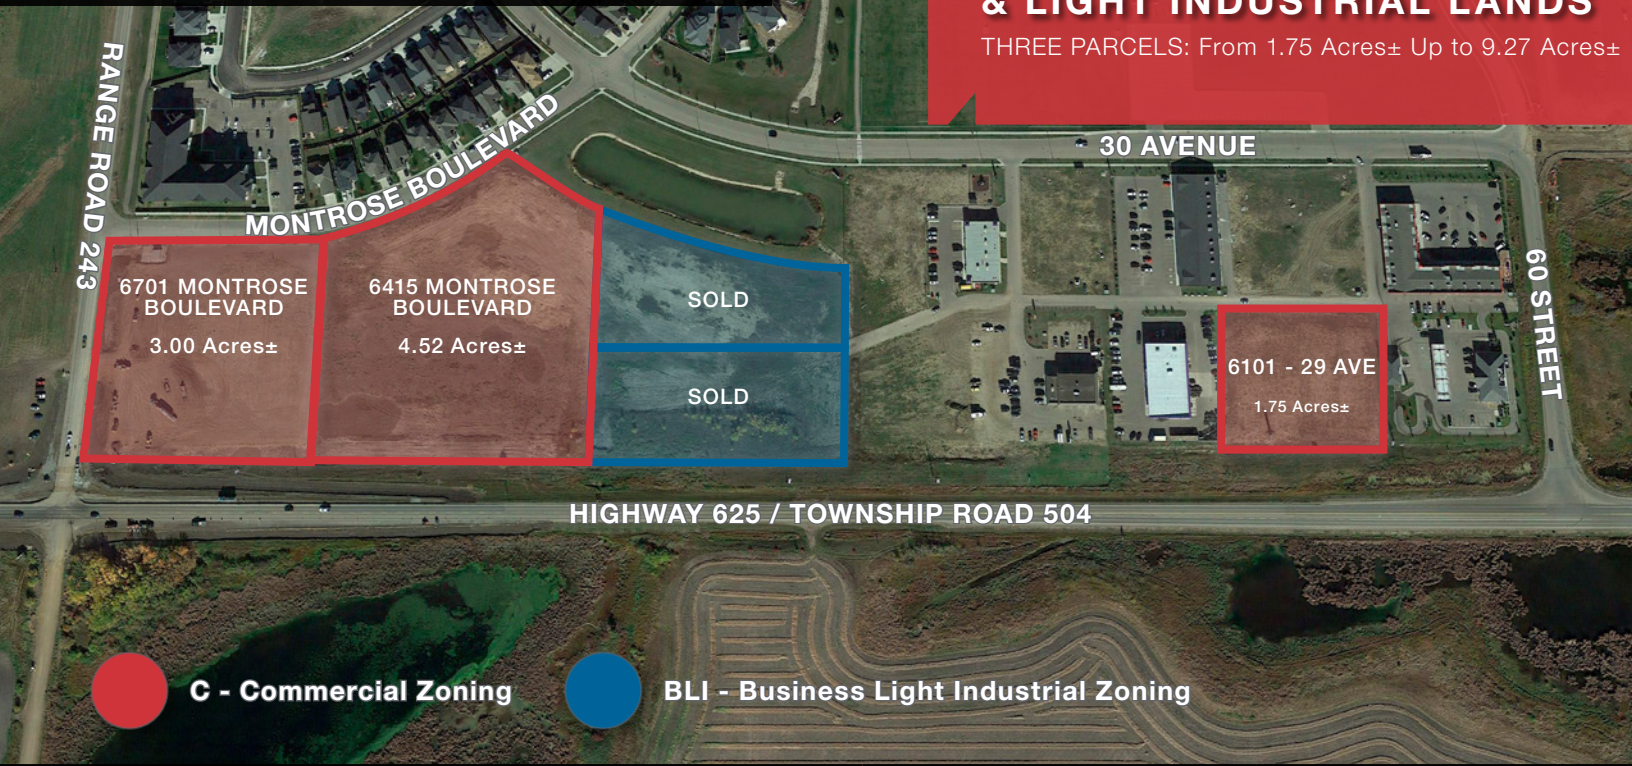 & LIGHT INDUSTRIAL LANDS
THREE PARCELS: From 1.75 Acres± Up to 9.27 Acres±
RANGE ROAD 243
MONTROSE BOULEVARD
30 AVENUE
60 STREET
6701 MONTROSE
BOULEVARD
3.00 Acres±
6415 MONTROSE
BOULEVARD
4.52 Acres±
SOLD
SOLD
6101 - 29 AVE
1.75 Acres±
HIGHWAY 625 / TOWNSHIP ROAD 504
C - Commercial Zoning
BLI - Business Light Industrial Zoning